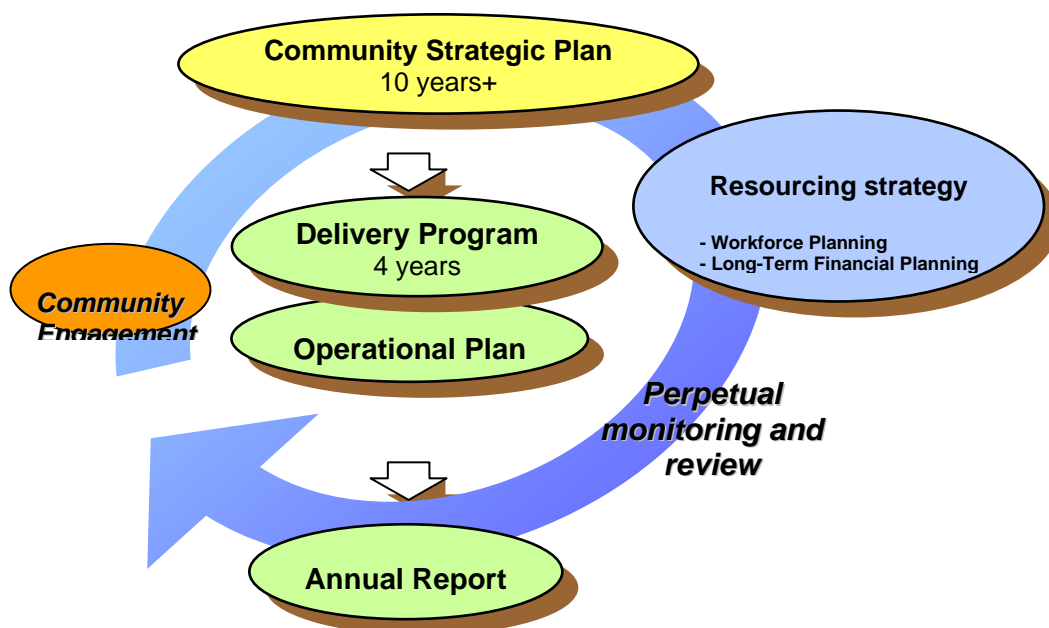 Community Strategic Plan
10 years+
Resourcing strategy
- Workforce Planning
- Long-Term Financial Planning
Delivery Program
4 years
Community
Engagement
Operational Plan
Perpetual
monitoring and
review
Annual Report